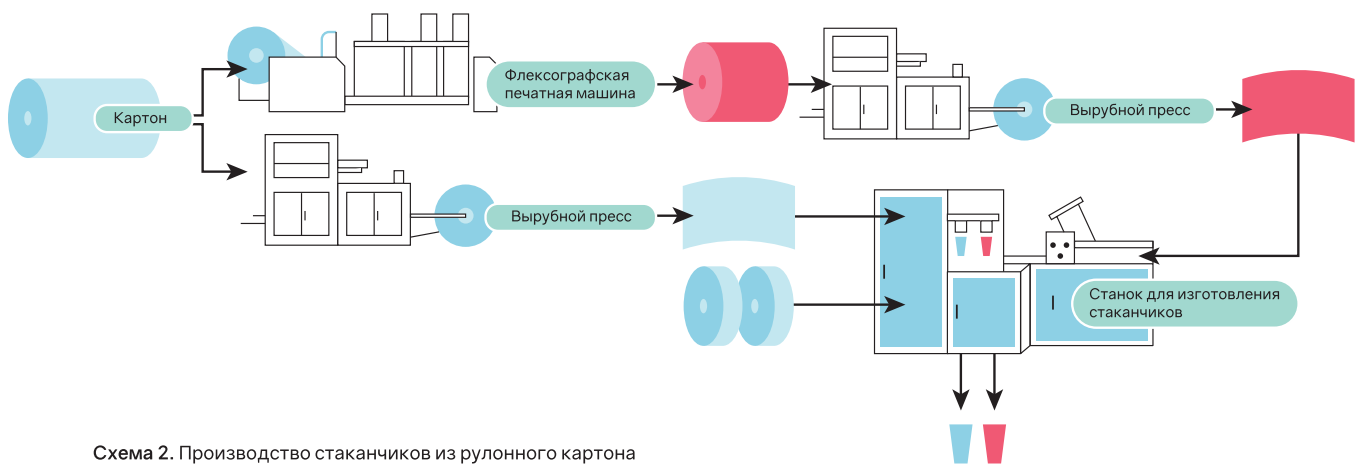 Картон
Флексографская
печатная машина
Вырубной пресс
Вырубной пресс
Станок для изготовления
стаканчиков
Схема 2. Производство стаканчиков из рулонного картона